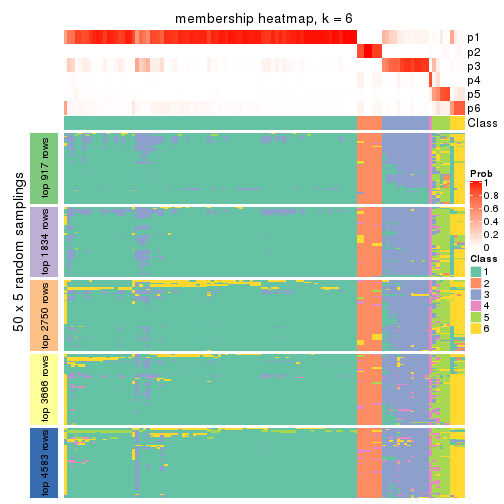 membership heatmap, k = 6
p1
p2
p3
p4
p5
p6
Class
50 x 5 random samplings
top 917 rows
top 1834 rows
top 2750 rows
top 3666 rows
top 4583 rows
Prob
1
0.8
0.6
0.4
0.2
0
Class
1
2
3
4
5
6